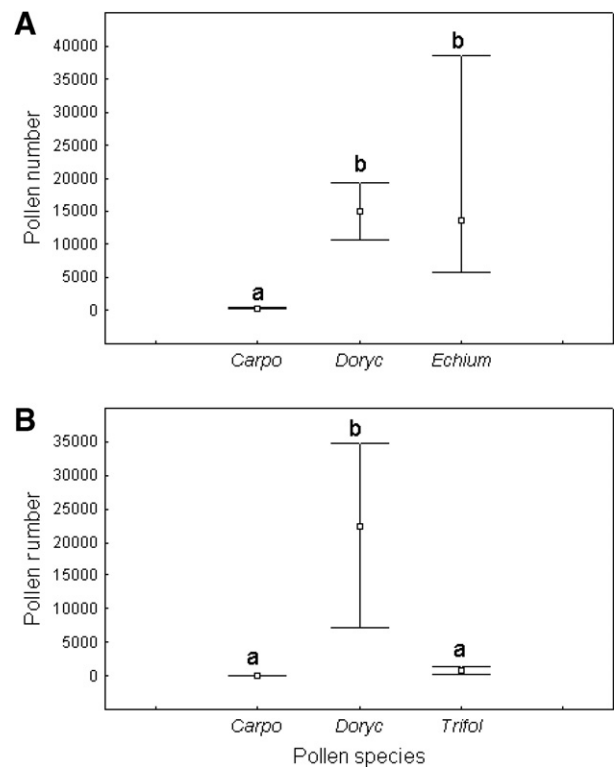 A
Pollen number
40000
35000
30000
25000
20000
15000
10000
5000
0
a
b
b
Carpo Doryc Echium
B
Pollen rumber
35000
30000
25000
20000
15000
10000
5000
0
a
b
a
Carpo Doryc Trifol
Pollen species